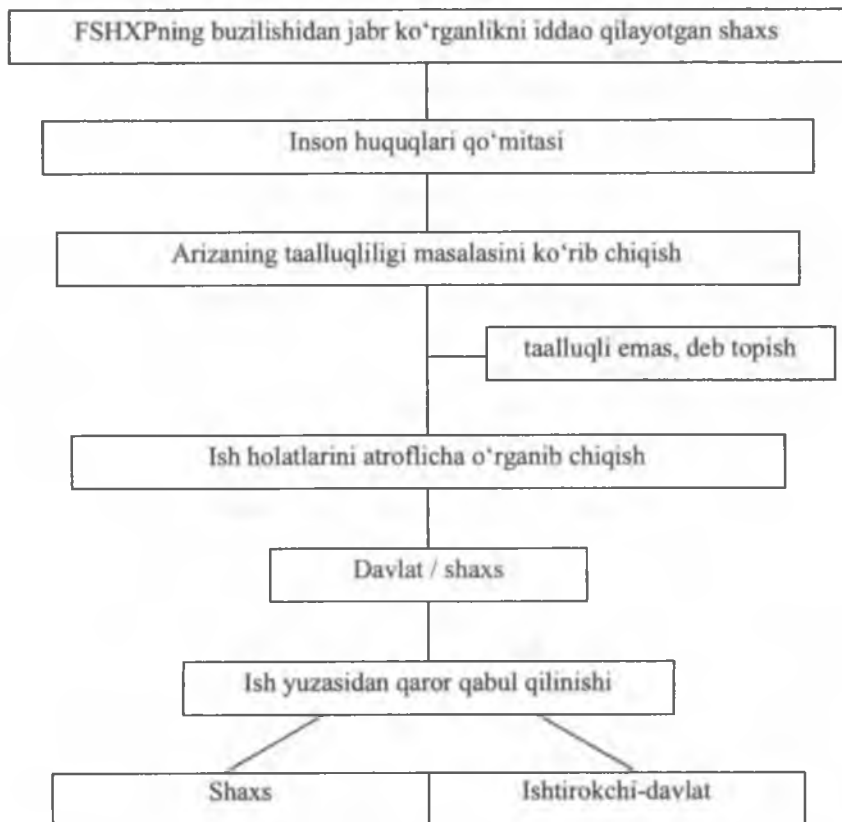 FSHXPning buzilishidan jabr ko‘rganlikni iddao qilayotgan shaxs
Inson huquqlari qo‘mitasi
Arizaning taalluqliligi masalasini ko‘rib chiqish
taalluqli emas, deb topish
Ish holatlarini atroflicha o‘rganib chiqish
Davlat / shaxs
Ish yuzasidan qaror qabul qilinishi
Shaxs
Ishtirokchi-davlat